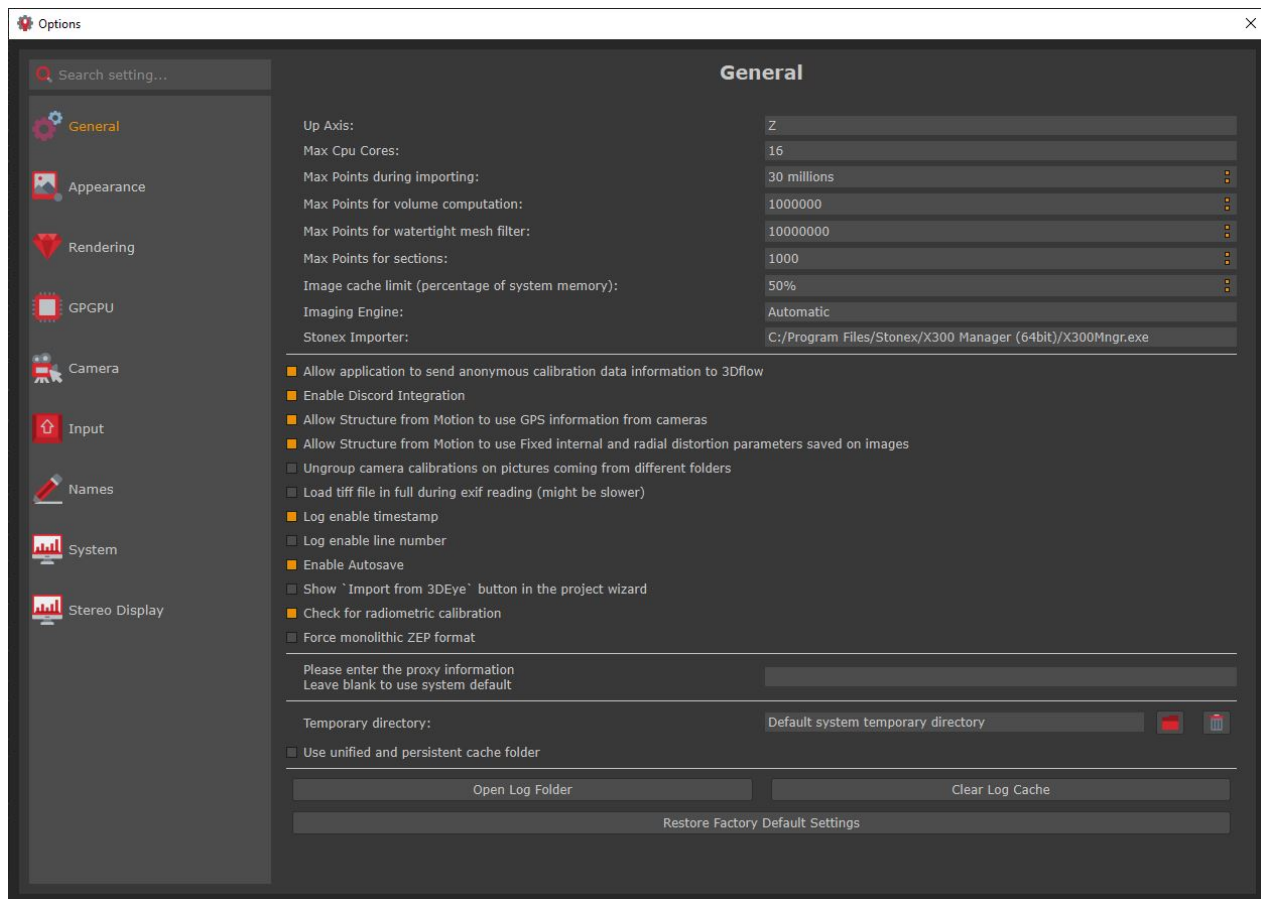 Options
Search setting...
General
Appearance
Rendering
GPGPU
Camera
Input
Names
System
Stereo Display
General
Up Axis: Z
Max Cpu Cores: 16
Max Points during importing: 30 millions
Max Points for volume computation: 1000000
Max Points for watertight mesh filter: 10000000
Max Points for sections: 1000
Image cache limit (percentage of system memory): 50%
Imaging Engine: Automatic
Stonex Importer: C:/Program Files/Stonex/X300 Manager (64bit)/X300Mngr.exe
Allow application to send anonymous calibration data information to 3Dflow
Enable Discord Integration
Allow Structure from Motion to use GPS information from cameras
Allow Structure from Motion to use Fixed internal and radial distortion parameters saved on images
Ungroup camera calibrations on pictures coming from different folders
Load tiff file in full during exif reading (might be slower)
Log enable timestamp
Log enable line number
Enable Autosave
Show `Import from 3DEye` button in the project wizard
Check for radiometric calibration
Force monolithic ZEP format
Please enter the proxy information
Leave blank to use system default
Temporary directory: Default system temporary directory
Use unified and persistent cache folder
Open Log Folder Clear Log Cache
Restore Factory Default Settings